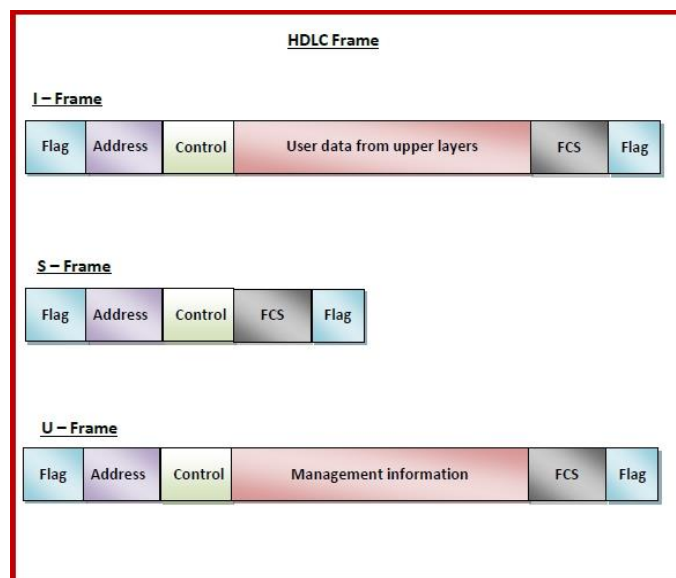 HDLC Frame
I – Frame
Flag Address Control User data from upper layers FCS Flag
S – Frame
Flag Address Control FCS Flag
U – Frame
Flag Address Control Management information FCS Flag